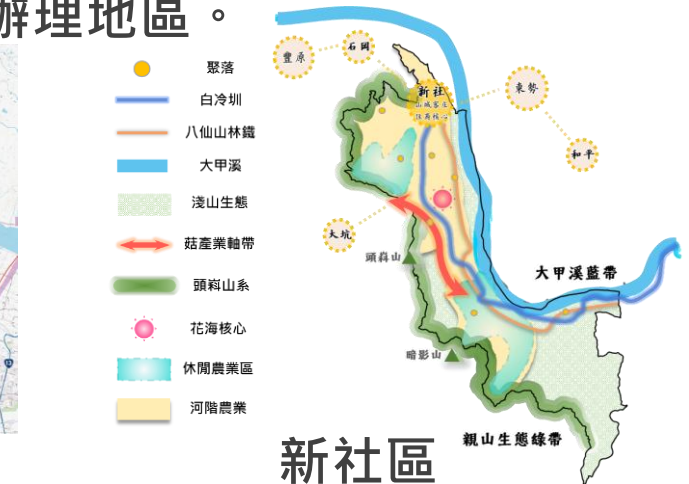 辦理地區。
聚落
白冷圳
八仙山林鐵
大甲溪
淺山生態
菇產業軸帶
頭嵙山系
花海核心
休閒農業區
河階農業
豐原
石岡
新社
東勢
和平
大坑
頭嵙山
暗影山
大甲溪藍帶
親山生態綠帶
新社區